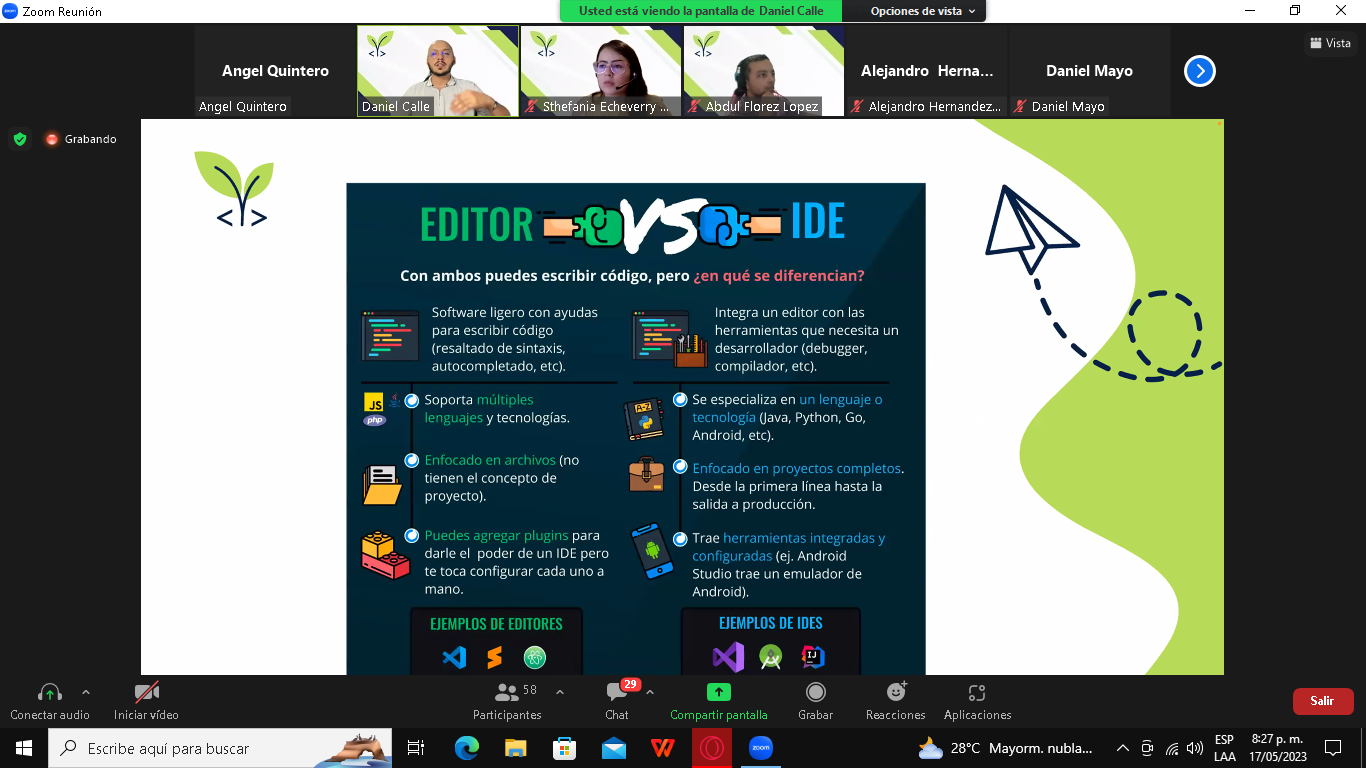 Zoom Reunión
Usted está viendo la pantalla de Daniel Calle
Opciones de vista
Vista
Angel Quintero
Alejandro Herna...
Daniel Mayo
Angel Quintero
Daniel Calle
Sthefania Echeverry ...
Abdul Florez Lopez
Alejandro Hernandez...
Daniel Mayo
Grabando
EDITOR VS IDE
Con ambos puedes escribir código, pero ¿en qué se diferencian?
Software ligero con ayudas
para escribir código
(resaltado de sintaxis,
autocompletado, etc).
JS
php
Soporta múltiples
lenguajes y tecnologías.
Enfocado en archivos (no
tienen el concepto de
proyecto).
Puedes agregar plugins para
darle el poder de un IDE pero
te toca configurar cada uno a
mano.
EJEMPLOS DE EDITORES
Integra un editor con las
herramientas que necesita un
desarrollador (debugger,
compilador, etc).
A-Z
Se especializa en un lenguaje o
tecnología (Java, Python, Go,
Android, etc).
Enfocado en proyectos completos.
Desde la primera línea hasta la
salida a producción.
Trae herramientas integradas y
configuradas (ej. Android
Studio trae un emulador de
Android).
EJEMPLOS DE IDES
IJ
Conectar audio
Iniciar vídeo
58
Participantes
29
Chat
Compartir pantalla
Grabar
Reacciones
Aplicaciones
Salir
Escribe aquí para buscar
zoom
28°C Mayorm. nubla...
ESP
LAA
8:27 p. m.
17/05/2023